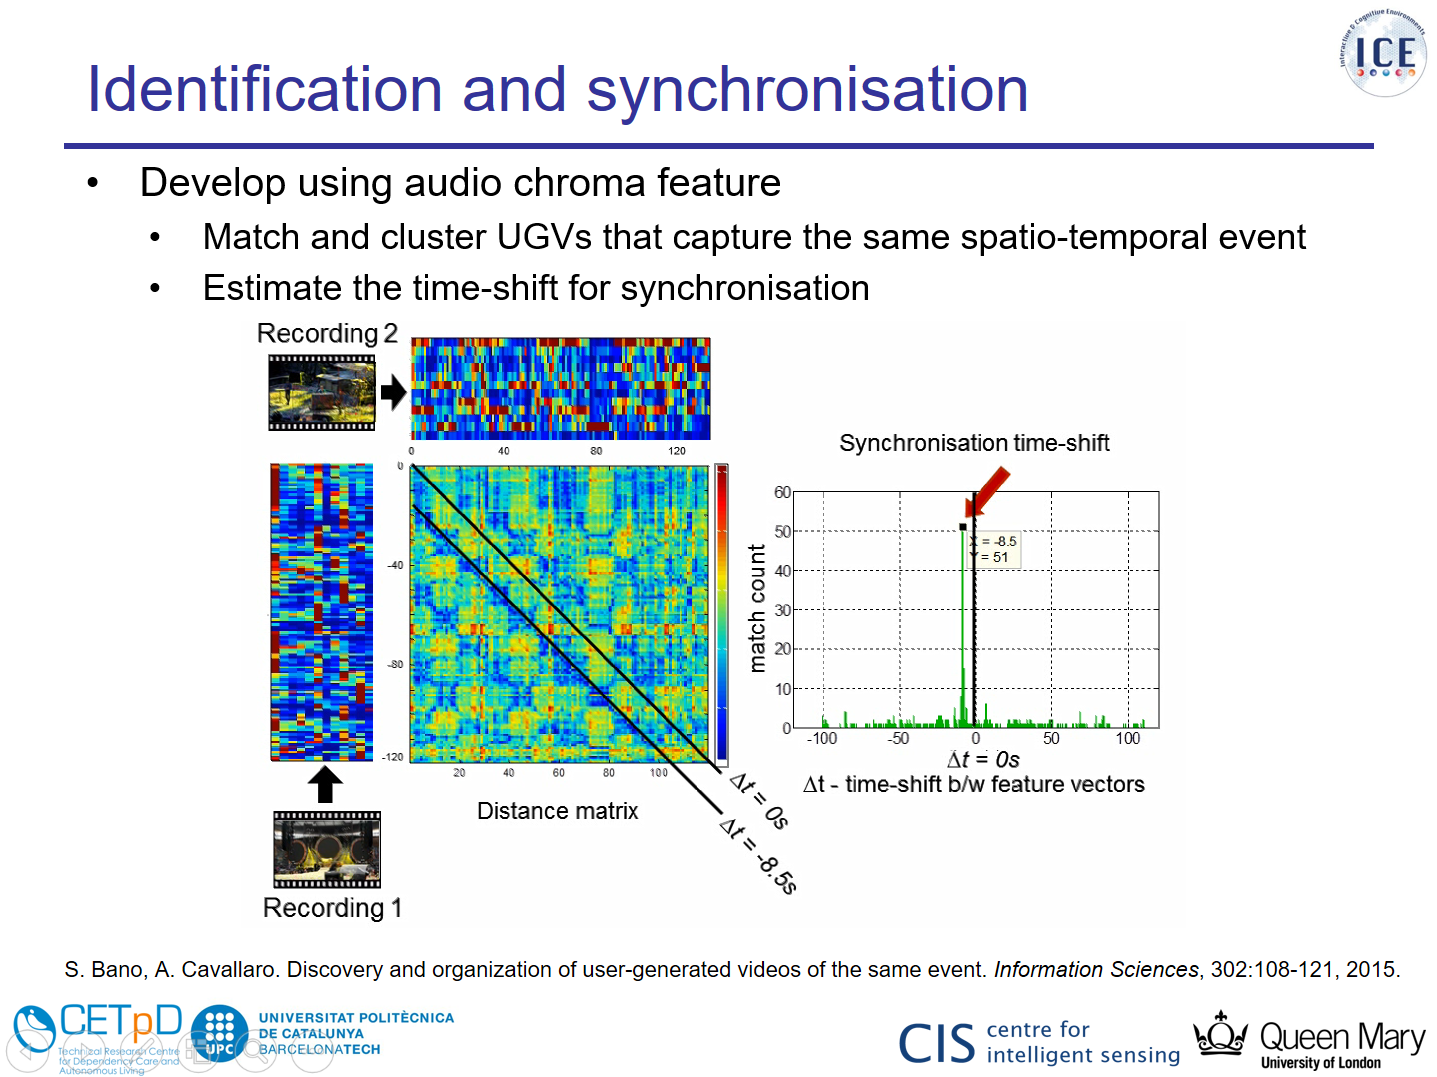 Interactive & Cognitive Environments
ICE
Identification and synchronisation
• Develop using audio chroma feature
• Match and cluster UGVs that capture the same spatio-temporal event
• Estimate the time-shift for synchronisation
Recording 2
0 40 80 120
0
-40
-80
-120
20 40 60 80 100
Distance matrix
Δt = 0s
Δt = -8.5s
Recording 1
Synchronisation time-shift
60
50
40
30
20
10
0
match count
X = -8.5
Y = 51
-100 -50 0 50 100
Δt = 0s
Δt - time-shift b/w feature vectors
S. Bano, A. Cavallaro. Discovery and organization of user-generated videos of the same event. Information Sciences, 302:108-121, 2015.
CETpD
Technical Research Centre
for Dependency Care and
Autonomous Living
UPC
UNIVERSITAT POLITÈCNICA
DE CATALUNYA
BARCELONATECH
CIS centre for
intelligent sensing
Queen Mary
University of London